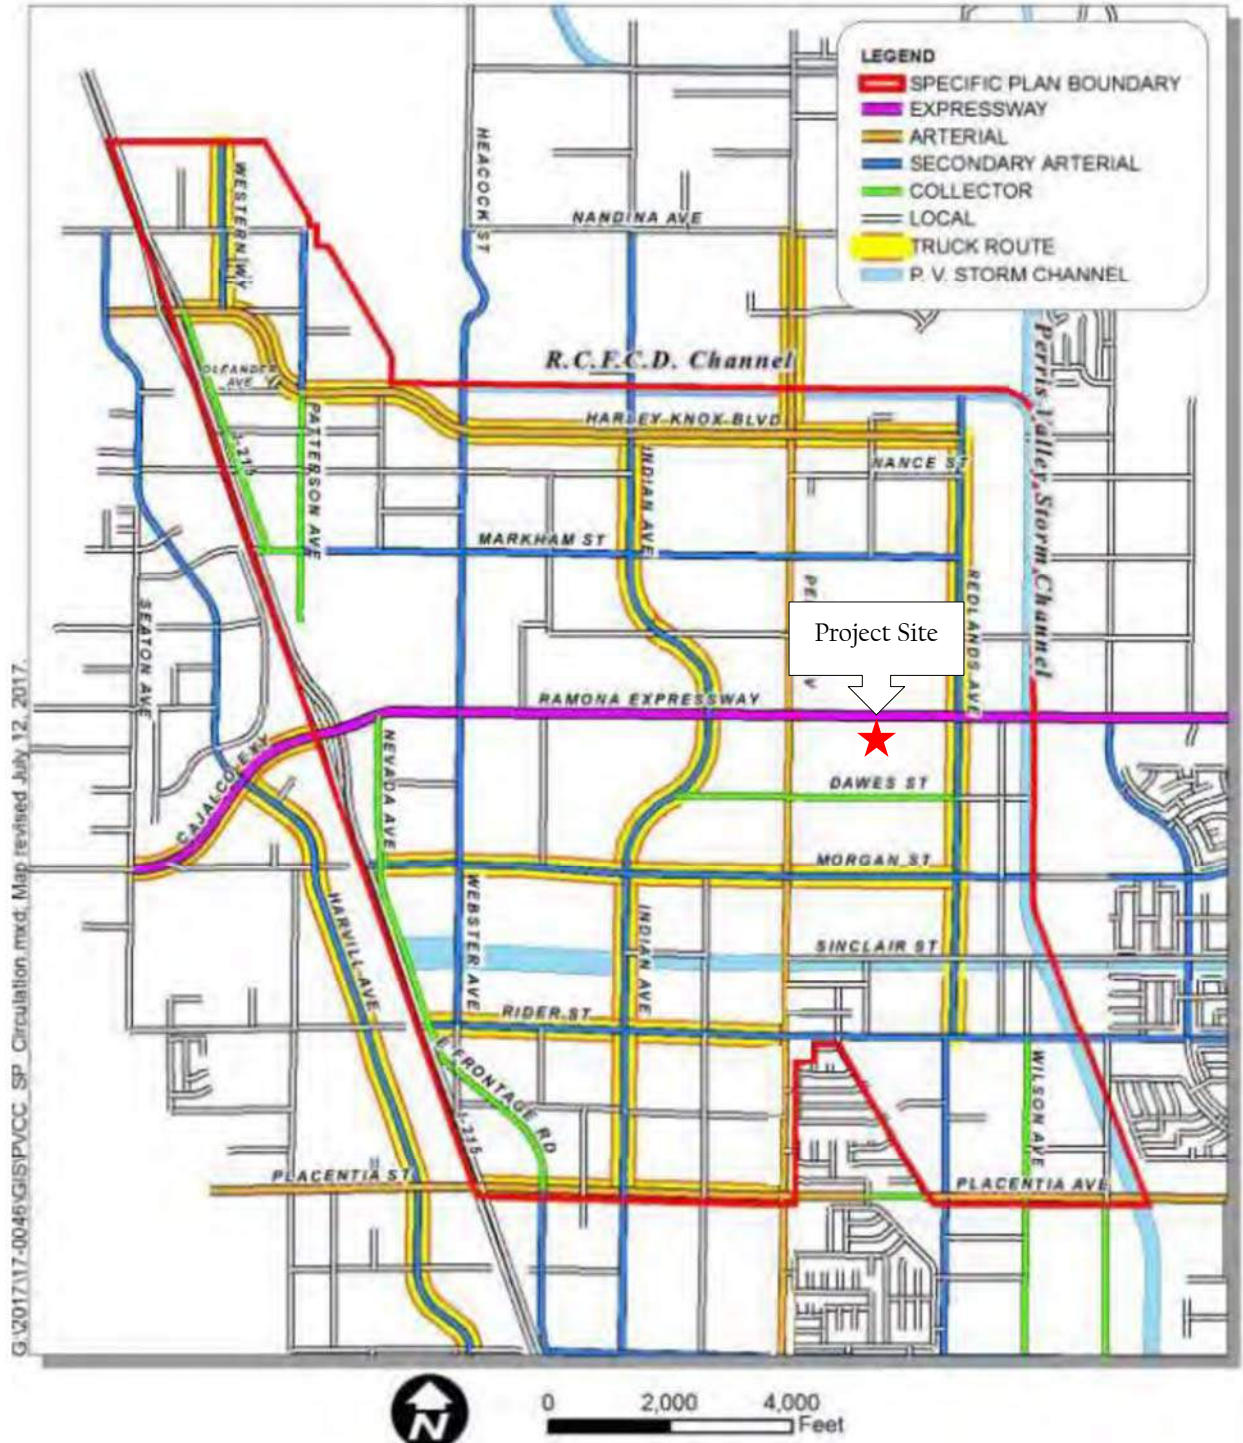 LEGEND
SPECIFIC PLAN BOUNDARY
EXPRESSWAY
ARTERIAL
SECONDARY ARTERIAL
COLLECTOR
LOCAL
TRUCK ROUTE
P. V. STORM CHANNEL
HEACOCK ST
WESTERN WY
NANDINA AVE
R.C.F.C.D. Channel
Perris Valley Storm Channel
OLEANDER
AVE
HARLEY KNOX BLVD
PATTERSON AVE
I-215
INDIAN AVE
NANCE ST
MARKHAM ST
REDLANDS AVE
SEATON AVE
Project Site
RAMONA EXPRESSWAY
NEVADA AVE
CAJALCO EXY
DAWES ST
MORGAN ST
HARVILL AVE
WEBSTER AVE
INDIAN AVE
SINCLAIR ST
RIDER ST
E FRONTAGE RD
WILSON AVE
I-215
PLACENTIA ST
PLACENTIA AVE
G:\2017\17-0046\GIS\PVCC_SP_Circulation.mxd; Map revised July 12, 2017.
N
0 2,000 4,000
Feet